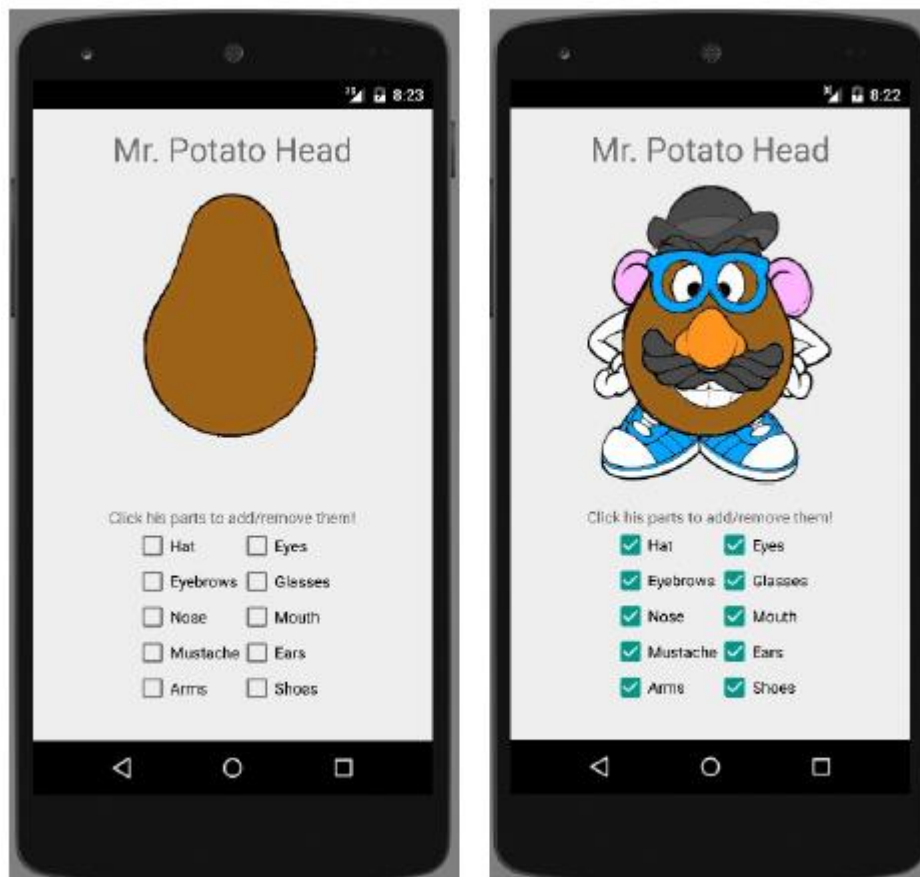 8:23
Mr. Potato Head
Click his parts to add/remove them!
Hat Eyes
Eyebrows Glasses
Nose Mouth
Mustache Ears
Arms Shoes
8:22
Mr. Potato Head
Click his parts to add/remove them!
Hat Eyes
Eyebrows Glasses
Nose Mouth
Mustache Ears
Arms Shoes